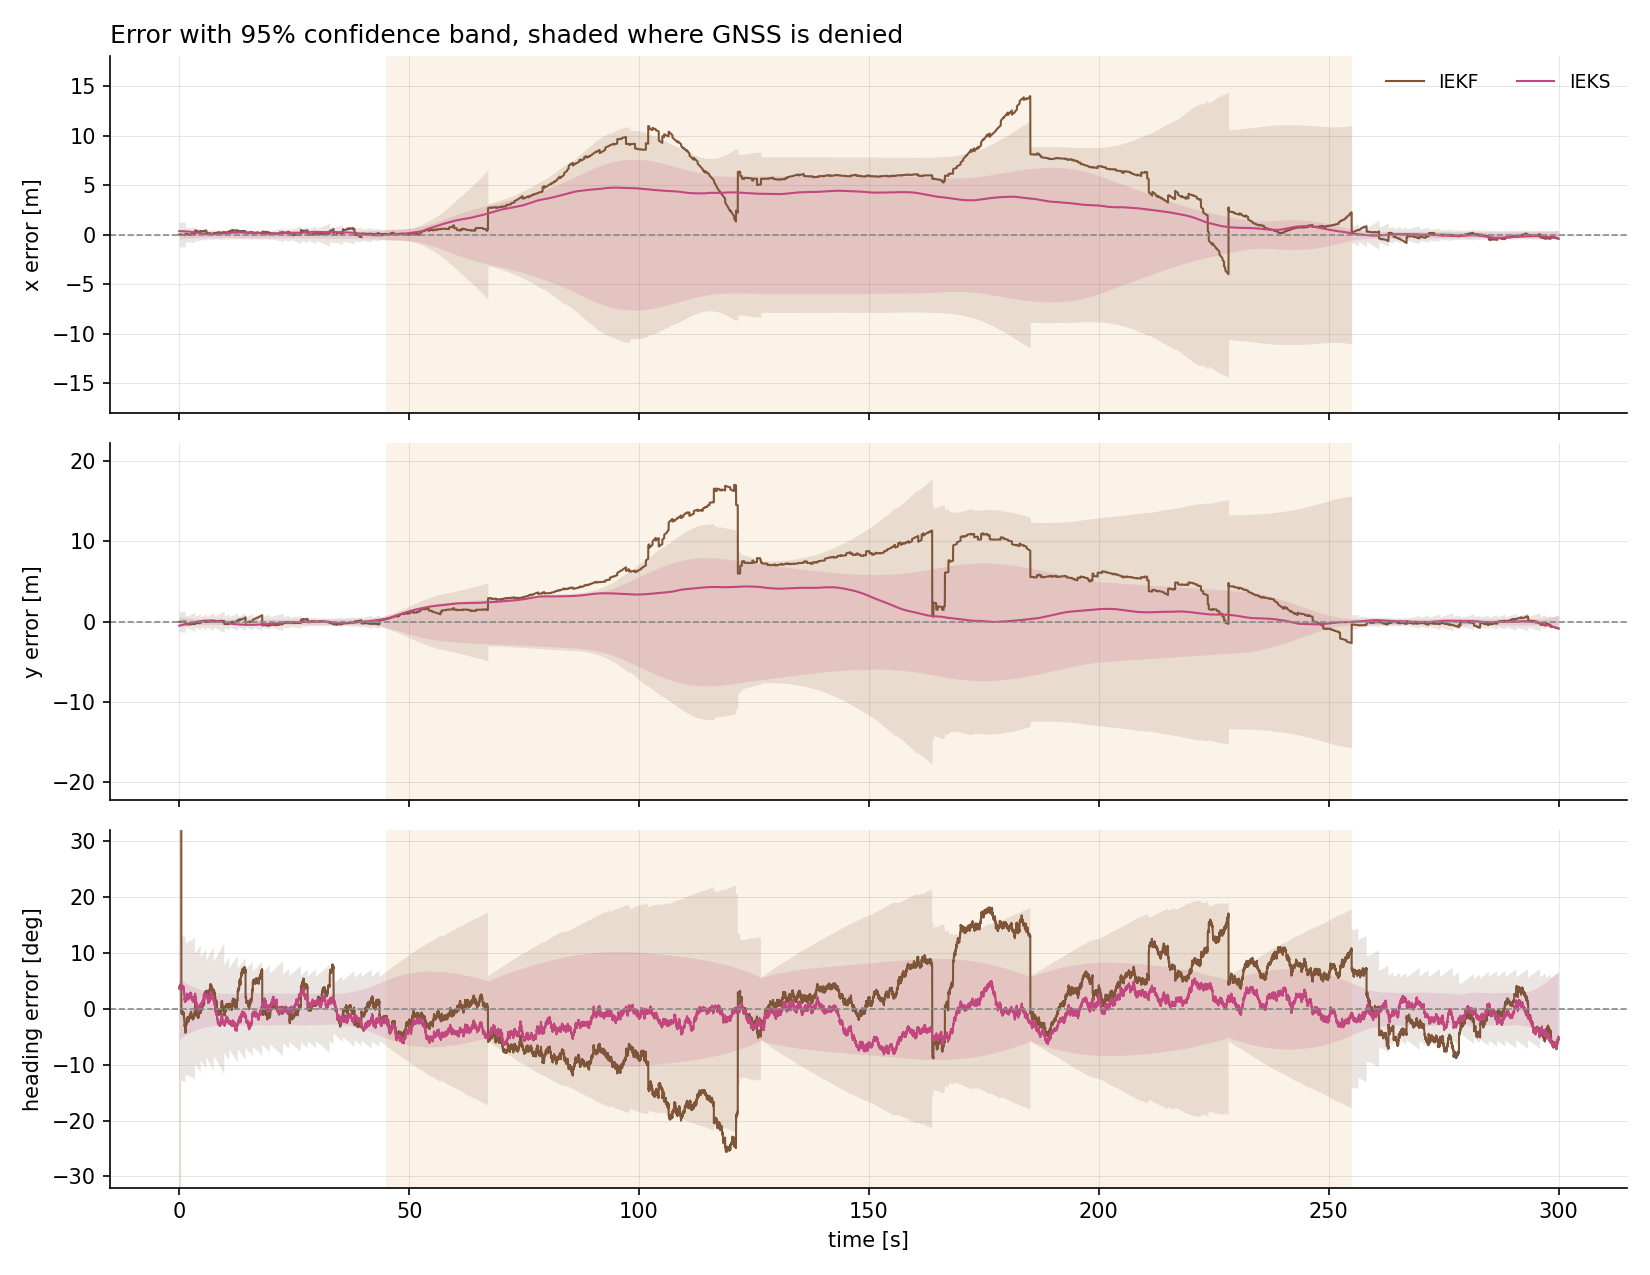 Error with 95% confidence band, shaded where GNSS is denied
IEKF IEKS
x error [m]
15
10
5
0
−5
−10
−15
y error [m]
20
10
0
−10
−20
heading error [deg]
30
20
10
0
−10
−20
−30
0 50 100 150 200 250 300
time [s]